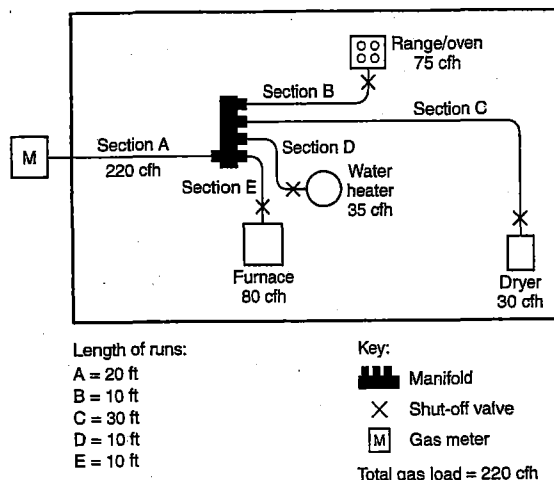 Range/oven
75 cfh
Section B
Section C
Section A
Section D
M
220 cfh
Section E
Water
heater
35 cfh
Furnace
80 cfh
Dryer
30 cfh
Length of runs:
A = 20 ft
B = 10 ft
C = 30 ft
D = 10 ft
E = 10 ft
Key:
Manifold
Shut-off valve
M Gas meter
Total gas load = 220 cfh